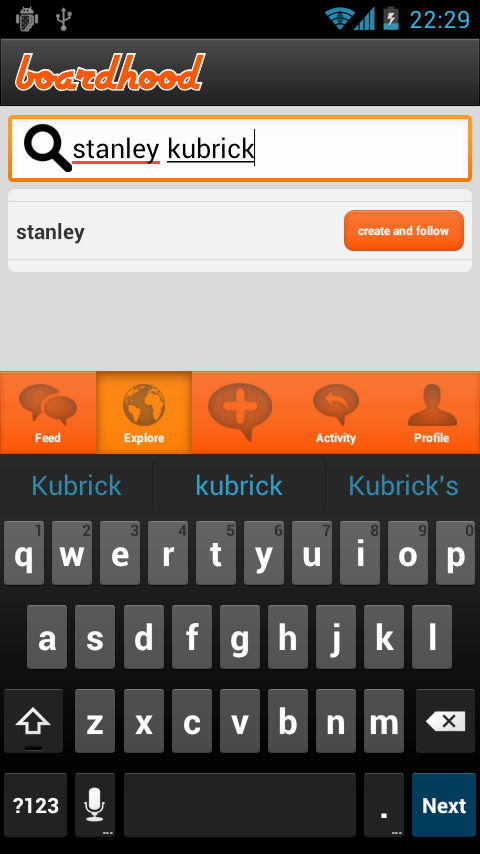 22:29
boardhood
stanley kubrick
stanley
create and follow
Feed
Explore
Activity
Profile
Kubrick kubrick Kubrick's
1 2 3 4 5 6 7 8 9 0
q w e r t y u i o p
a s d f g h j k l
z x c v b n m
?123 ... . ... Next